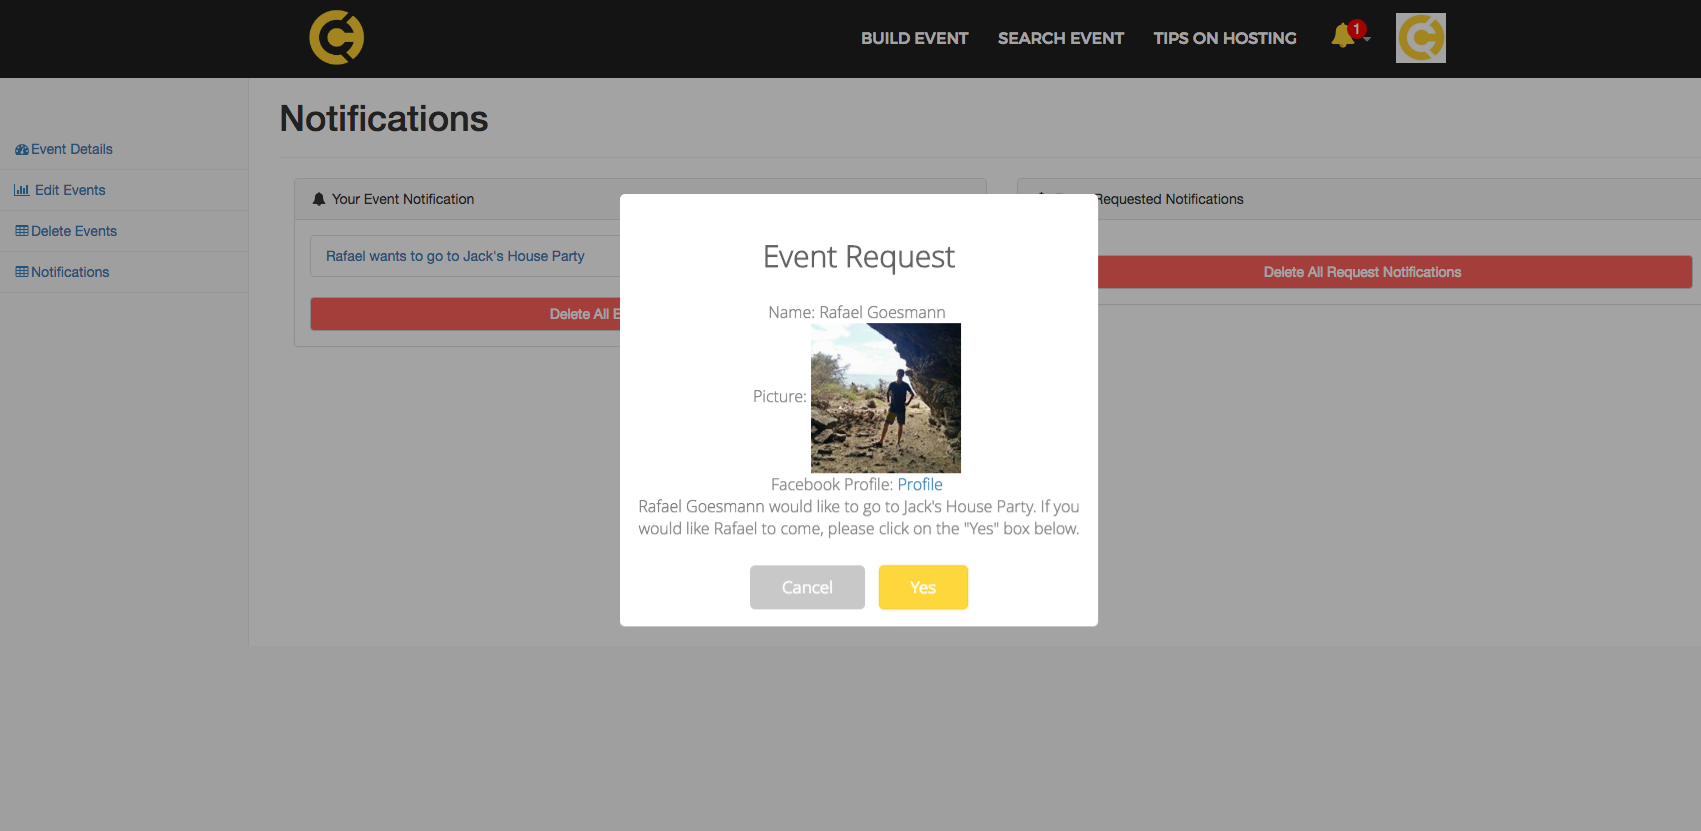 BUILD EVENT
SEARCH EVENT
TIPS ON HOSTING
1
Notifications
Event Details
Edit Events
Delete Events
Notifications
Your Event Notification
Rafael wants to go to Jack's House Party
Delete All
Requested Notifications
Delete All Request Notifications
Event Request
Name: Rafael Goesmann
Picture:
Facebook Profile: Profile
Rafael Goesmann would like to go to Jack's House Party. If you
would like Rafael to come, please click on the "Yes" box below.
Cancel
Yes